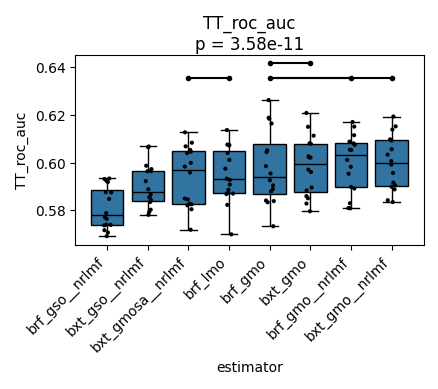 TT_roc_auc
p = 3.58e-11
TT_roc_auc
0.64
0.62
0.60
0.58
brf_gso__nrlmf
bxt_gso__nrlmf
bxt_gmosa__nrlmf
brf_lmo
brf_gmo
bxt_gmo
brf_gmo__nrlmf
bxt_gmo__nrlmf
estimator